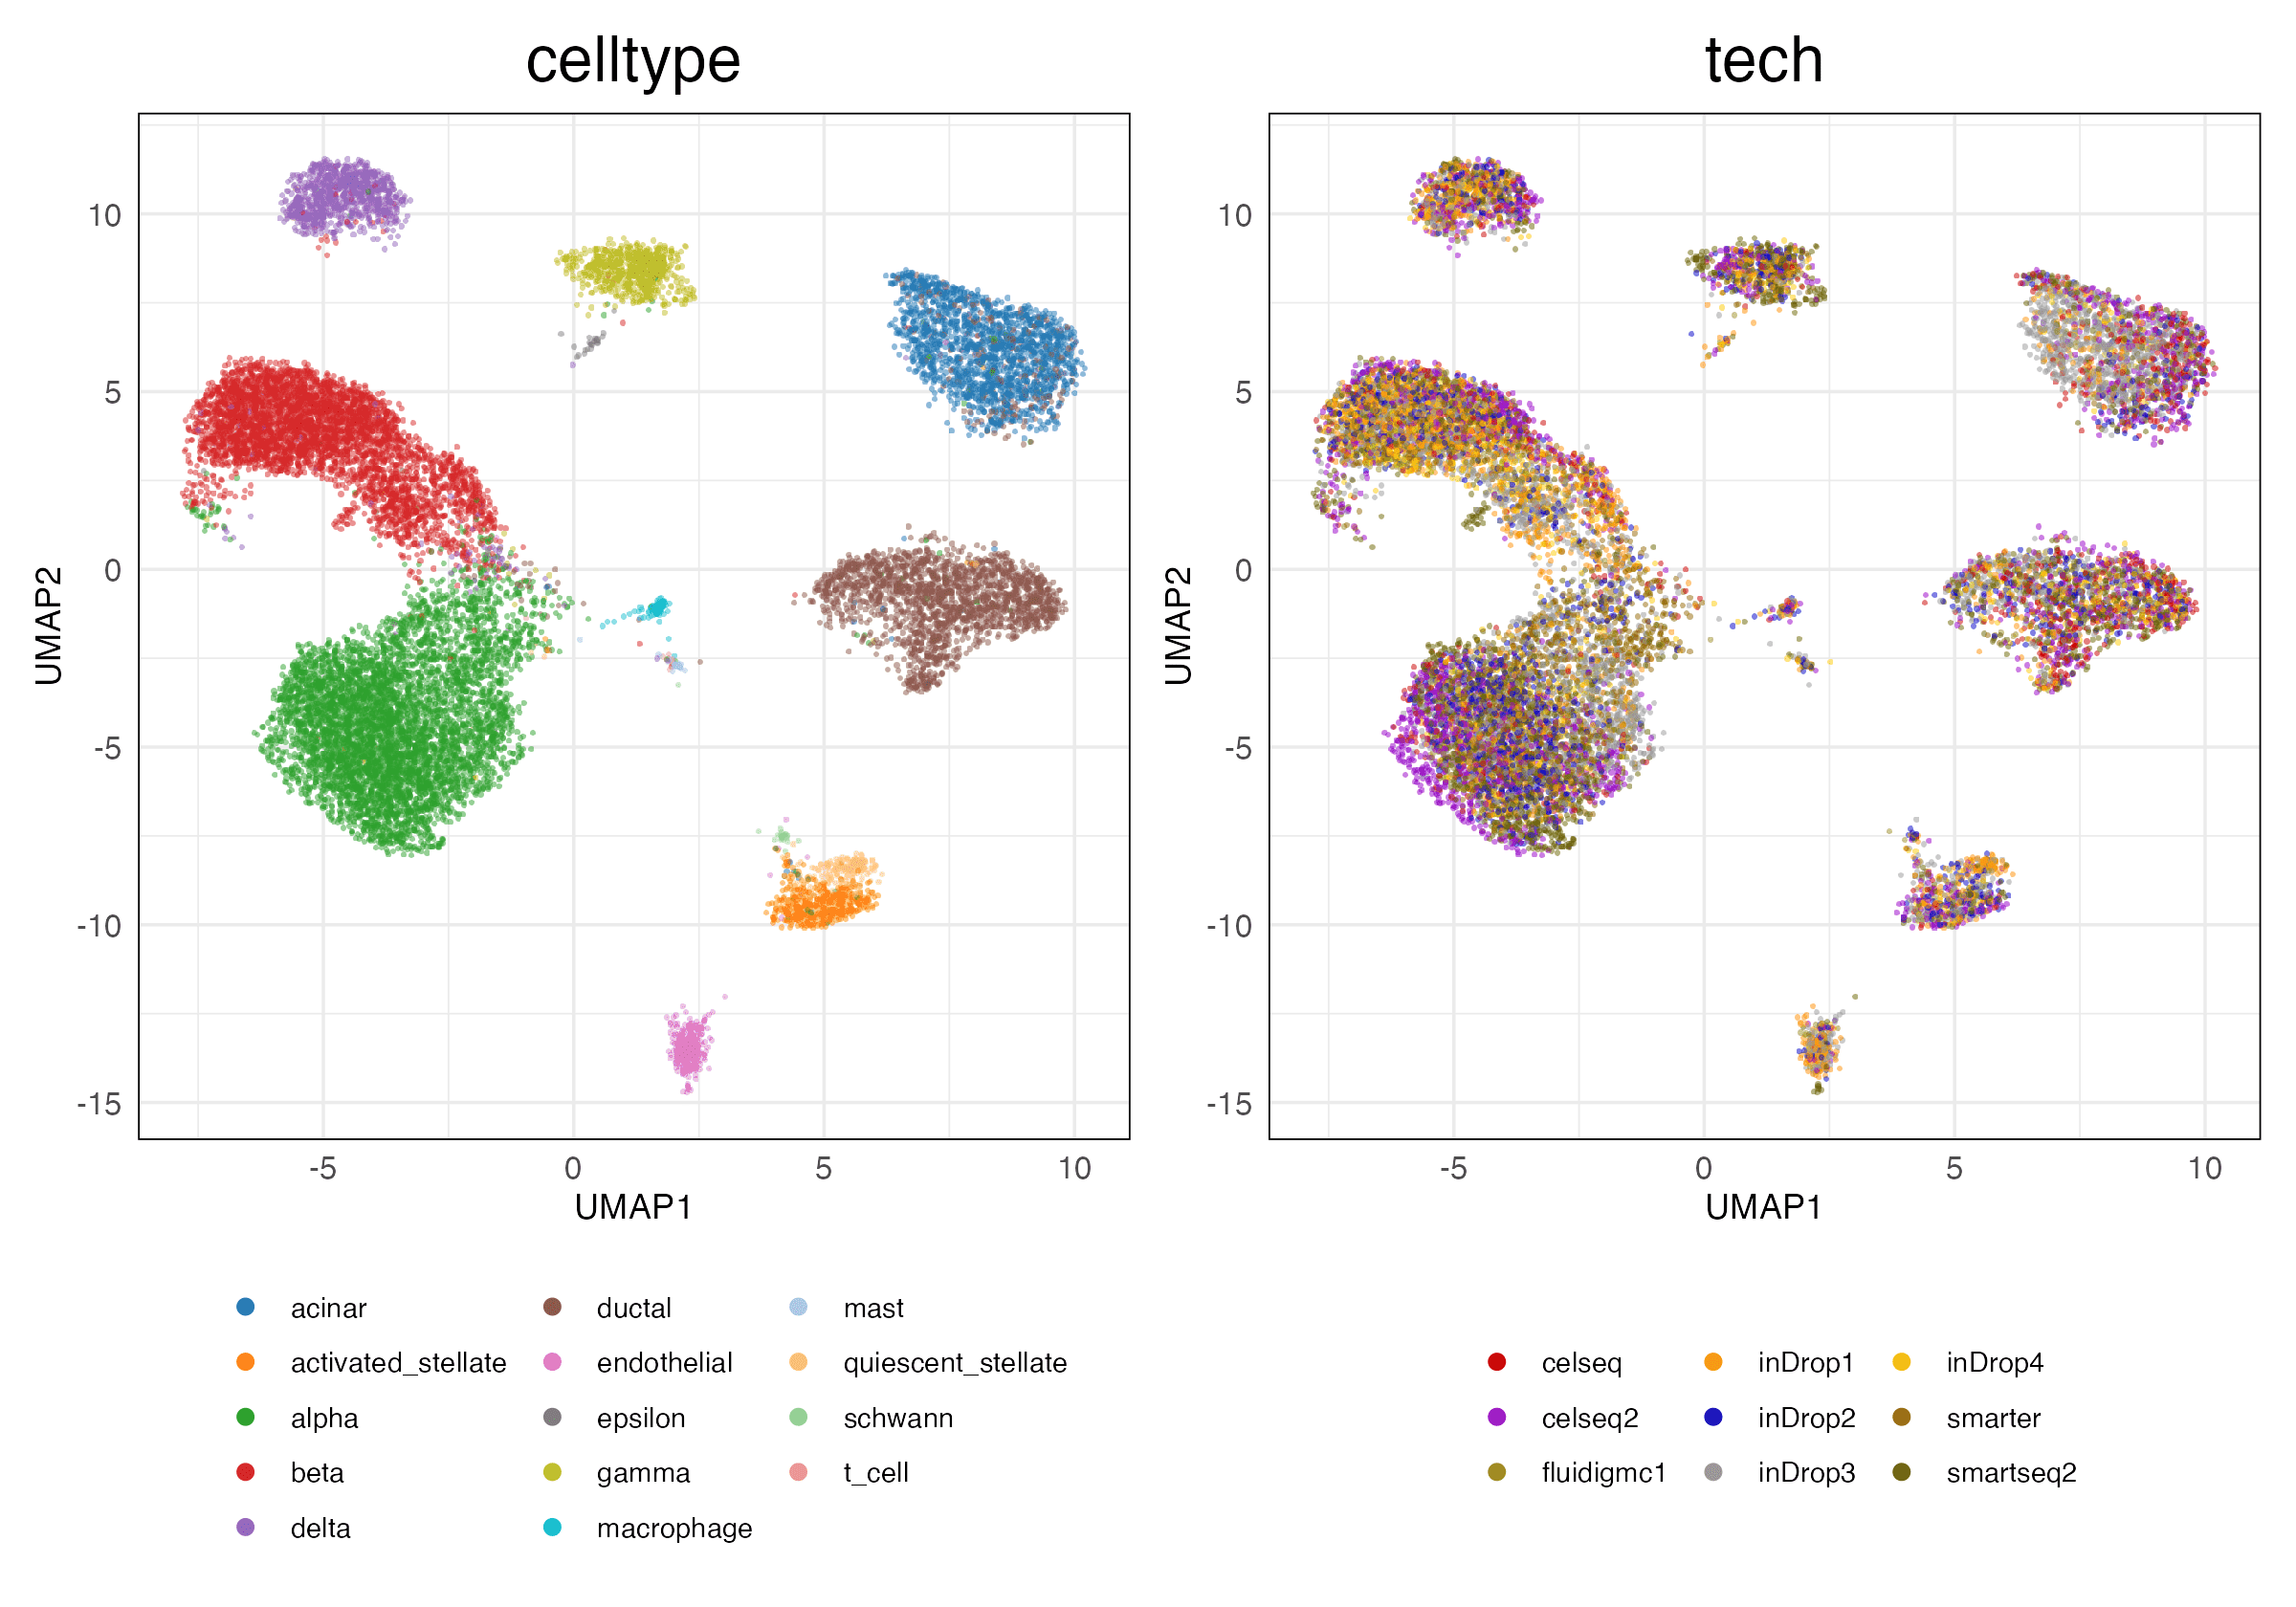 celltype
10
5
0
-5
-10
-15
UMAP2
-5 0 5 10
UMAP1
acinar
activated_stellate
alpha
beta
delta
ductal
endothelial
epsilon
gamma
macrophage
mast
quiescent_stellate
schwann
t_cell
tech
10
5
0
-5
-10
-15
UMAP2
-5 0 5 10
UMAP1
celseq
celseq2
fluidigmc1
inDrop1
inDrop2
inDrop3
inDrop4
smarter
smartseq2